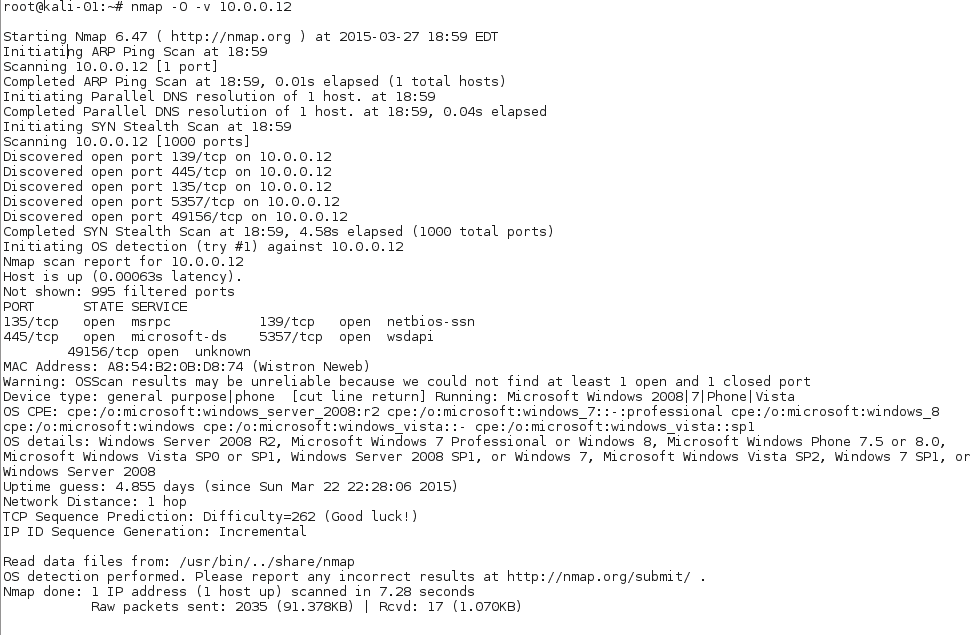 root@kali-01:~# nmap -O -v 10.0.0.12
Starting Nmap 6.47 ( http://nmap.org ) at 2015-03-27 18:59 EDT
Initiating ARP Ping Scan at 18:59
Scanning 10.0.0.12 [1 port]
Completed ARP Ping Scan at 18:59, 0.01s elapsed (1 total hosts)
Initiating Parallel DNS resolution of 1 host. at 18:59
Completed Parallel DNS resolution of 1 host. at 18:59, 0.04s elapsed
Initiating SYN Stealth Scan at 18:59
Scanning 10.0.0.12 [1000 ports]
Discovered open port 139/tcp on 10.0.0.12
Discovered open port 445/tcp on 10.0.0.12
Discovered open port 135/tcp on 10.0.0.12
Discovered open port 5357/tcp on 10.0.0.12
Discovered open port 49156/tcp on 10.0.0.12
Completed SYN Stealth Scan at 18:59, 4.58s elapsed (1000 total ports)
Initiating OS detection (try #1) against 10.0.0.12
Nmap scan report for 10.0.0.12
Host is up (0.00063s latency).
Not shown: 995 filtered ports
PORT      STATE SERVICE
135/tcp   open  msrpc           139/tcp   open  netbios-ssn
445/tcp   open  microsoft-ds    5357/tcp  open  wsdapi
        49156/tcp open  unknown
MAC Address: A8:54:B2:0B:D8:74 (Wistron Neweb)
Warning: OSScan results may be unreliable because we could not find at least 1 open and 1 closed port
Device type: general purpose|phone  [cut line return] Running: Microsoft Windows 2008|7|Phone|Vista
OS CPE: cpe:/o:microsoft:windows_server_2008:r2 cpe:/o:microsoft:windows_7::-:professional cpe:/o:microsoft:windows_8
cpe:/o:microsoft:windows cpe:/o:microsoft:windows_vista::- cpe:/o:microsoft:windows_vista::sp1
OS details: Windows Server 2008 R2, Microsoft Windows 7 Professional or Windows 8, Microsoft Windows Phone 7.5 or 8.0,
Microsoft Windows Vista SP0 or SP1, Windows Server 2008 SP1, or Windows 7, Microsoft Windows Vista SP2, Windows 7 SP1, or
Windows Server 2008
Uptime guess: 4.855 days (since Sun Mar 22 22:28:06 2015)
Network Distance: 1 hop
TCP Sequence Prediction: Difficulty=262 (Good luck!)
IP ID Sequence Generation: Incremental
Read data files from: /usr/bin/../share/nmap
OS detection performed. Please report any incorrect results at http://nmap.org/submit/ .
Nmap done: 1 IP address (1 host up) scanned in 7.28 seconds
           Raw packets sent: 2035 (91.378KB) | Rcvd: 17 (1.070KB)